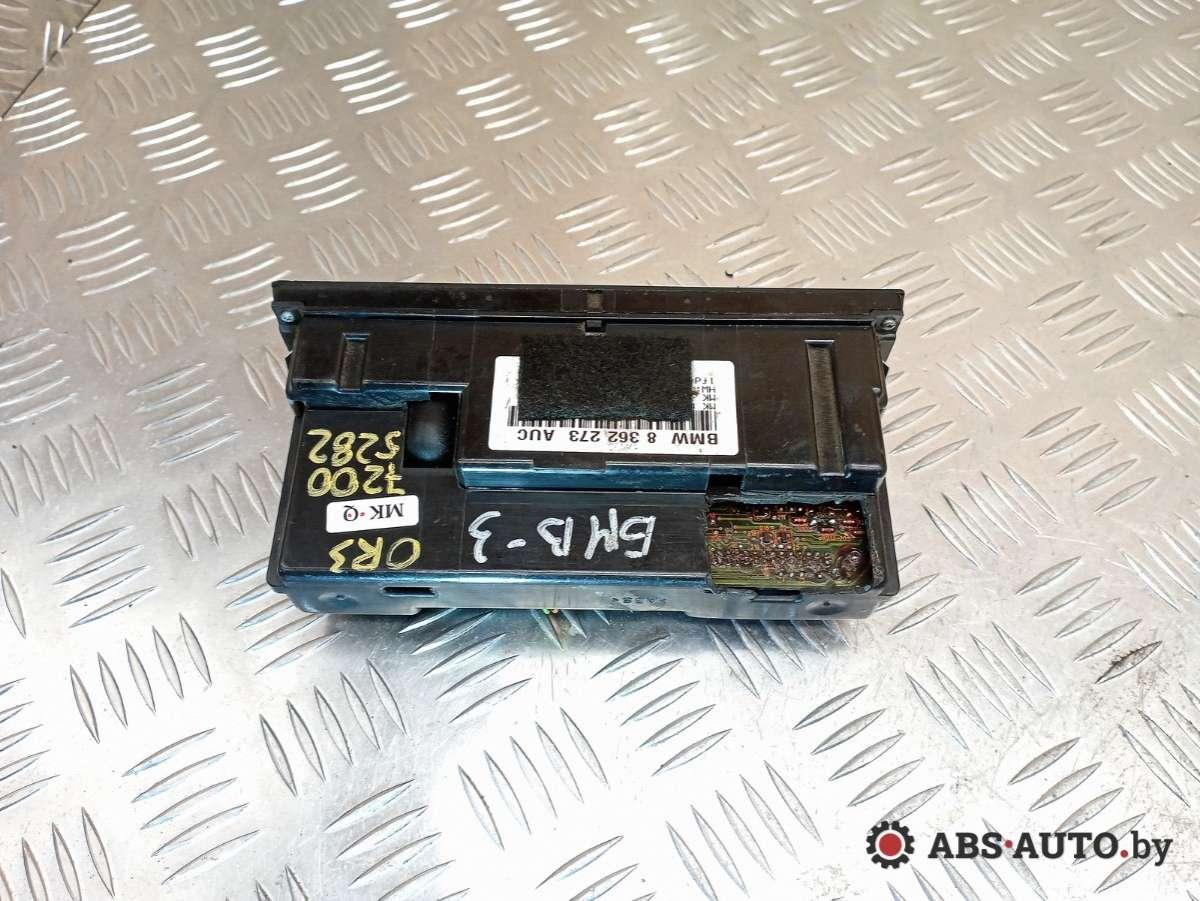 BMW 8 362 273 AUC
7200
5282
MK·Q
OR3
БМВ-3
ABS-AUTO.by